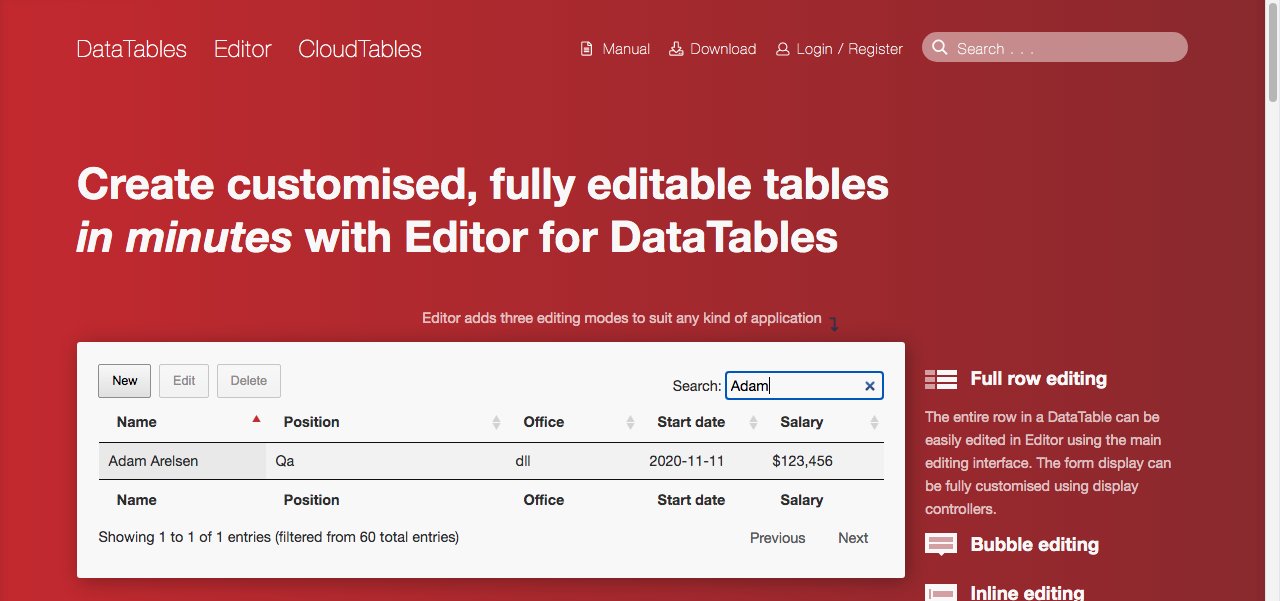 DataTables Editor CloudTables Manual Download Login / Register Search . . .
Create customised, fully editable tables
in minutes with Editor for DataTables
Editor adds three editing modes to suit any kind of application
New Edit Delete Search: Adam
Name Position Office Start date Salary
Adam Arelsen Qa dll 2020-11-11 $123,456
Name Position Office Start date Salary
Showing 1 to 1 of 1 entries (filtered from 60 total entries) Previous Next
Full row editing
The entire row in a DataTable can be
easily edited in Editor using the main
editing interface. The form display can
be fully customised using display
controllers.
Bubble editing
Inline editing